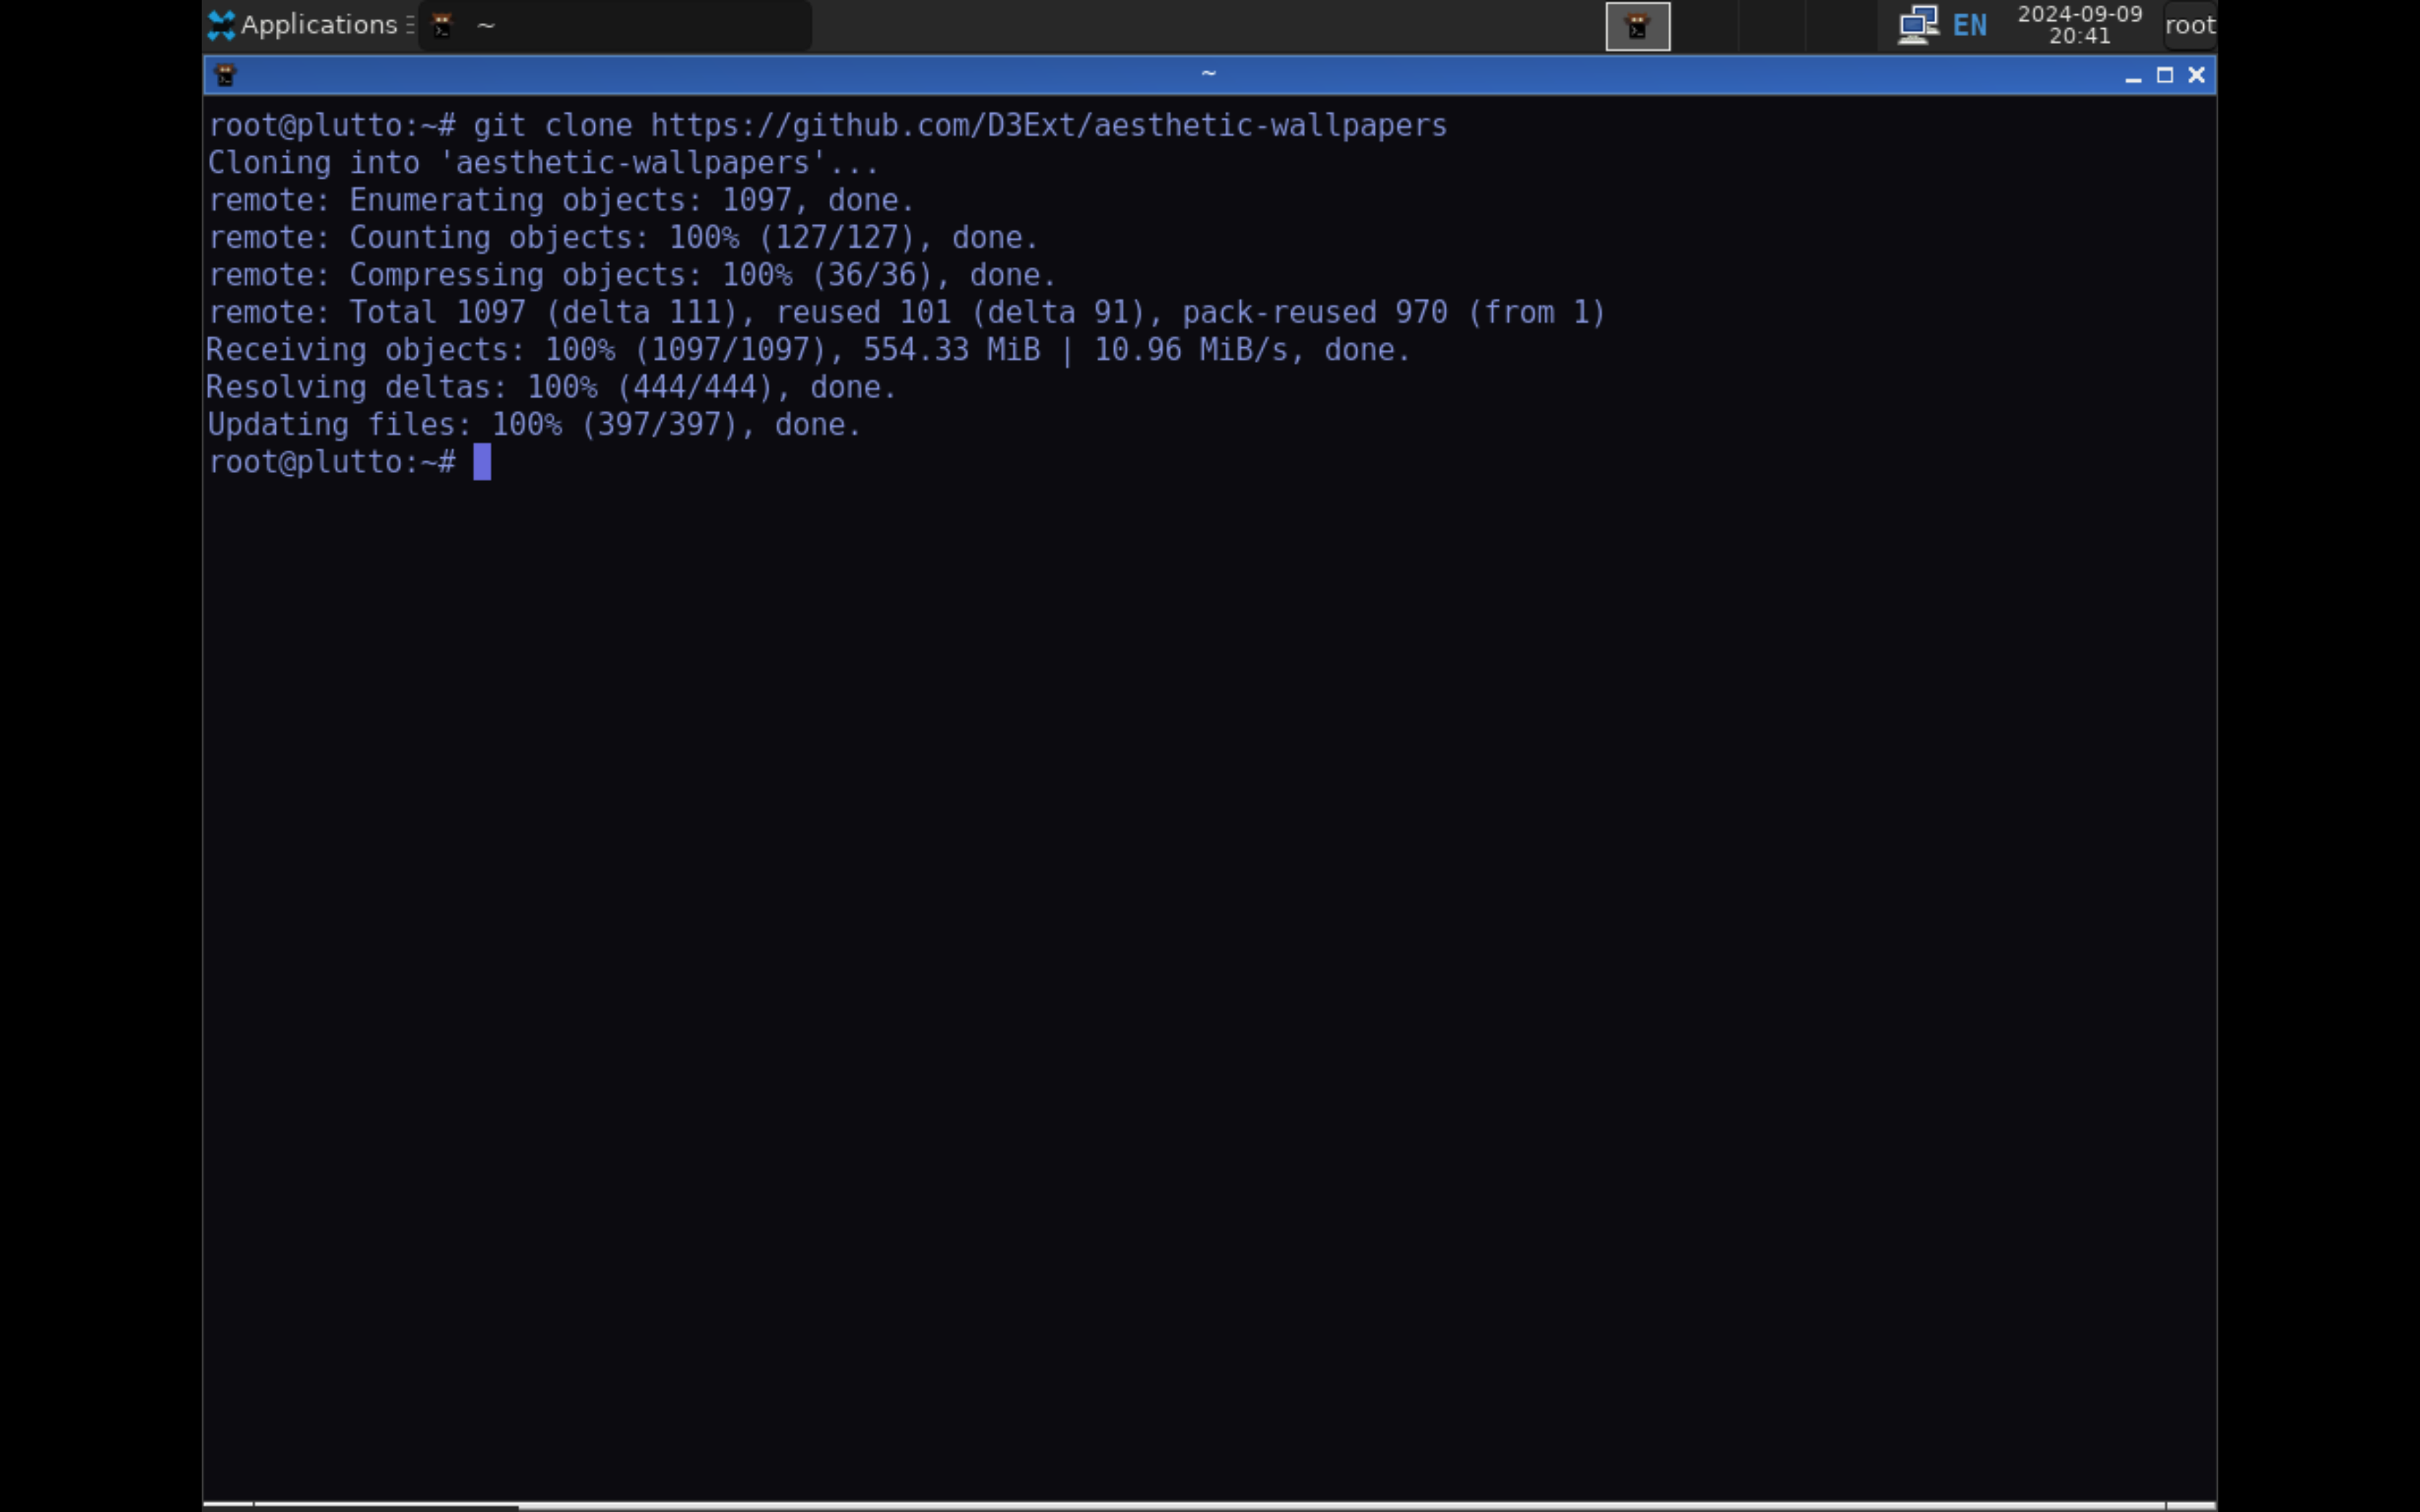 Applications
~
EN
2024-09-09
20:41
root
~
root@plutto:~# git clone https://github.com/D3Ext/aesthetic-wallpapers
Cloning into 'aesthetic-wallpapers'...
remote: Enumerating objects: 1097, done.
remote: Counting objects: 100% (127/127), done.
remote: Compressing objects: 100% (36/36), done.
remote: Total 1097 (delta 111), reused 101 (delta 91), pack-reused 970 (from 1)
Receiving objects: 100% (1097/1097), 554.33 MiB | 10.96 MiB/s, done.
Resolving deltas: 100% (444/444), done.
Updating files: 100% (397/397), done.
root@plutto:~#